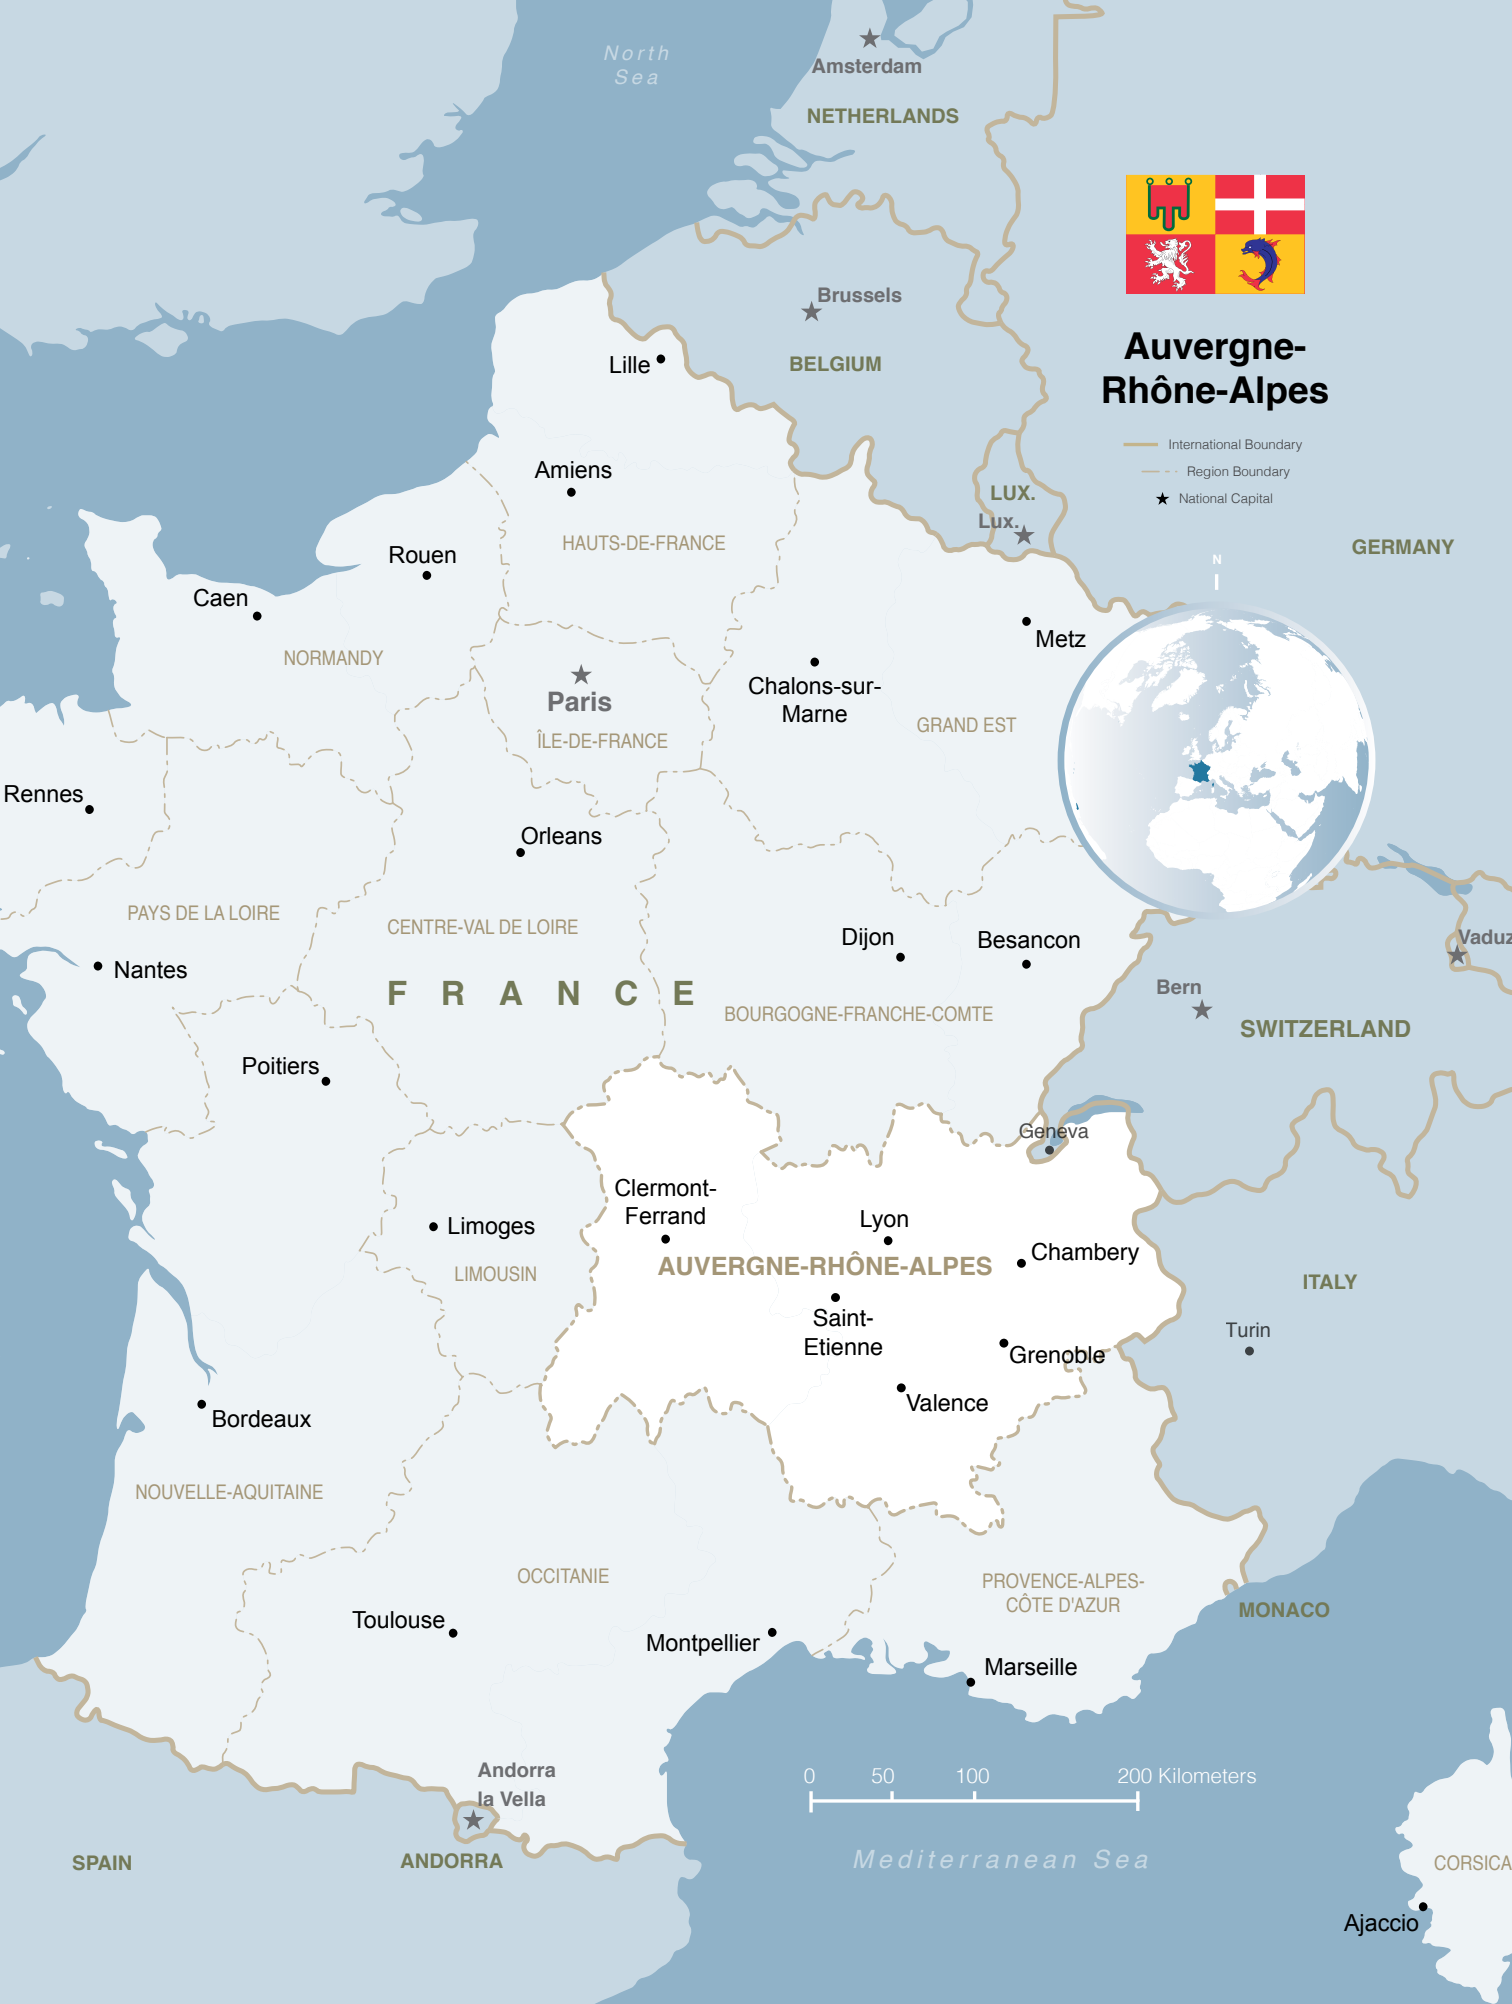 North
Sea
Amsterdam
NETHERLANDS
Brussels
BELGIUM
Auvergne-
Rhône-Alpes
International Boundary
Region Boundary
National Capital
Lille
Amiens
HAUTS-DE-FRANCE
LUX.
Lux.
GERMANY
N
Rouen
Caen
NORMANDY
Metz
Paris
ÎLE-DE-FRANCE
Chalons-sur-
Marne
GRAND EST
Rennes
Orleans
PAYS DE LA LOIRE
CENTRE-VAL DE LOIRE
Dijon
Besancon
Vaduz
Nantes
FRANCE
BOURGOGNE-FRANCHE-COMTE
Bern
SWITZERLAND
Poitiers
Geneva
Clermont-
Ferrand
Lyon
Limoges
LIMOUSIN
AUVERGNE-RHÔNE-ALPES
Chambery
ITALY
Saint-
Etienne
Grenoble
Turin
Valence
Bordeaux
NOUVELLE-AQUITAINE
OCCITANIE
PROVENCE-ALPES-
CÔTE D'AZUR
MONACO
Toulouse
Montpellier
Marseille
Andorra
la Vella
0 50 100 200 Kilometers
SPAIN
ANDORRA
Mediterranean Sea
CORSICA
Ajaccio